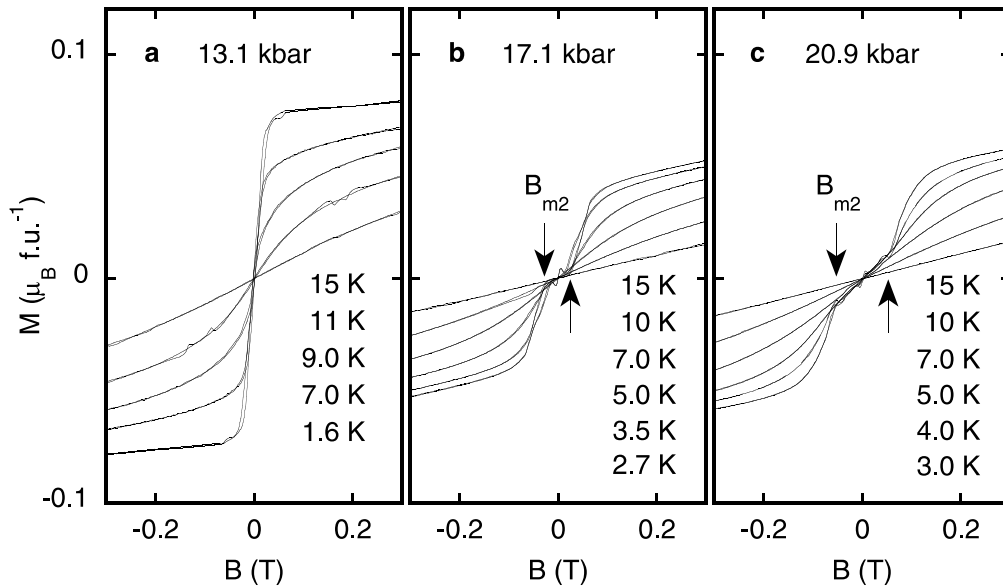 0.1
a 13.1 kbar
b 17.1 kbar
c 20.9 kbar
M (μB f.u.-1)
Bm2
Bm2
0
15 K
11 K
9.0 K
7.0 K
1.6 K
15 K
10 K
7.0 K
5.0 K
3.5 K
2.7 K
15 K
10 K
7.0 K
5.0 K
4.0 K
3.0 K
-0.1
-0.2 0 0.2
-0.2 0 0.2
-0.2 0 0.2
B (T)
B (T)
B (T)